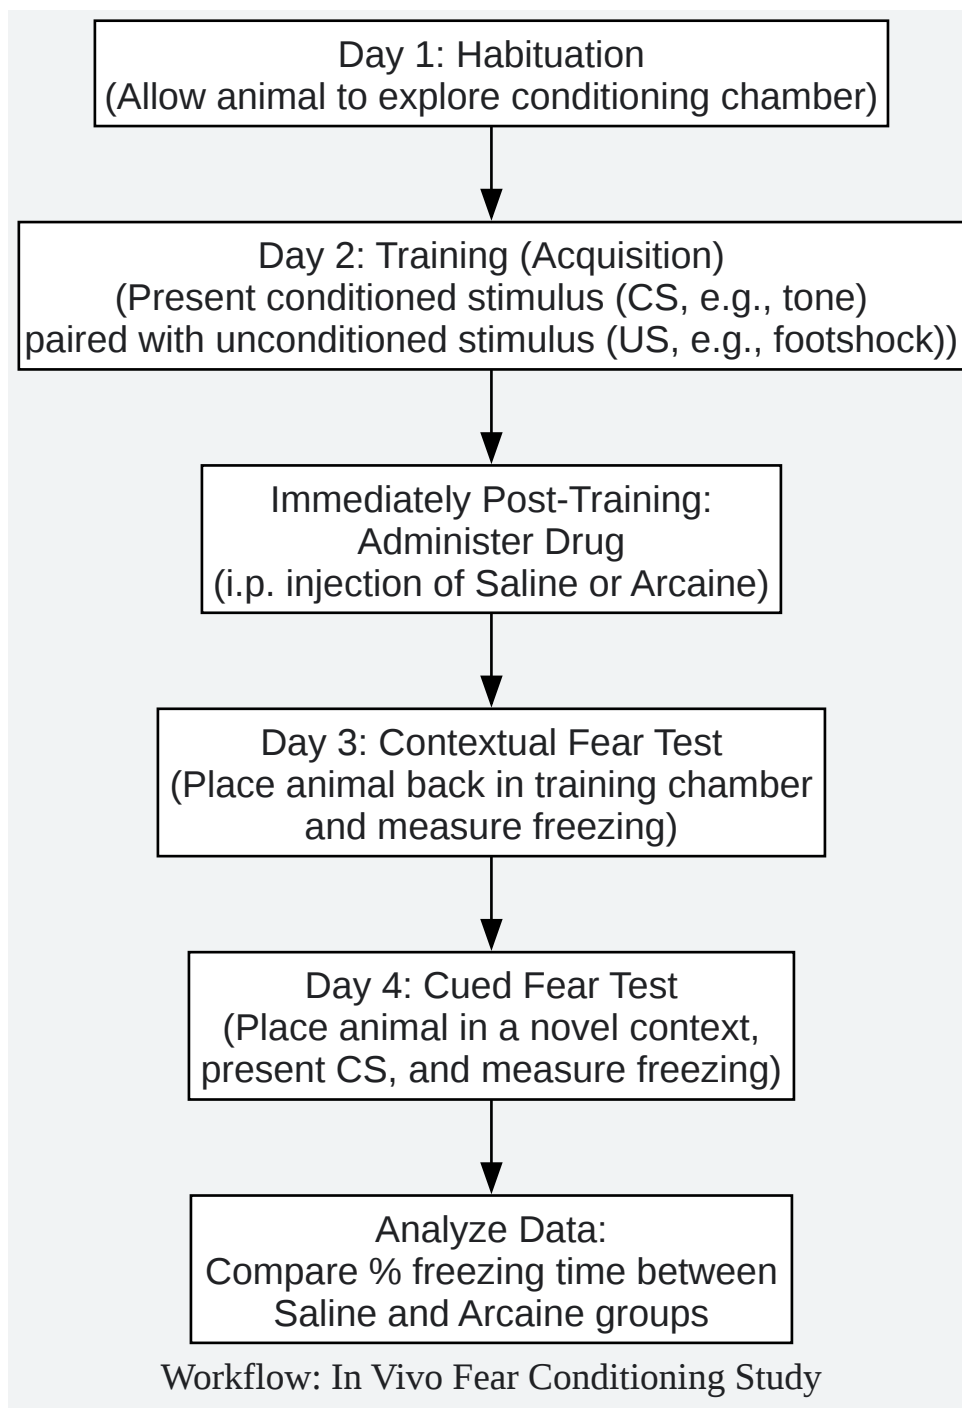 Day 1: Habituation
(Allow animal to explore conditioning chamber)
Day 2: Training (Acquisition)
(Present conditioned stimulus (CS, e.g., tone)
paired with unconditioned stimulus (US, e.g., footshock))
Immediately Post-Training:
Administer Drug
(i.p. injection of Saline or Arcaine)
Day 3: Contextual Fear Test
(Place animal back in training chamber
and measure freezing)
Day 4: Cued Fear Test
(Place animal in a novel context,
present CS, and measure freezing)
Analyze Data:
Compare % freezing time between
Saline and Arcaine groups
Workflow: In Vivo Fear Conditioning Study